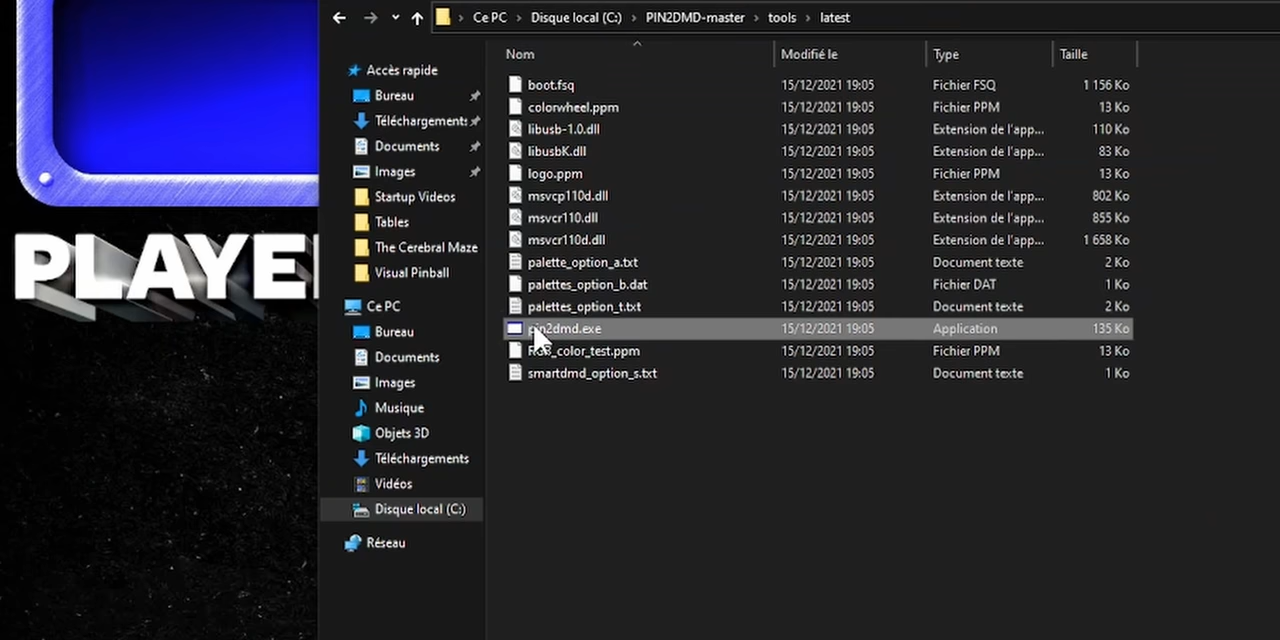 Ce PC > Disque local (C:) > PIN2DMD-master > tools > latest
Nom Modifié le Type Taille
Accès rapide
Bureau
Téléchargements
Documents
Images
Startup Videos
Tables
The Cerebral Maze
Visual Pinball
Ce PC
Bureau
Documents
Images
Musique
Objets 3D
Téléchargements
Vidéos
Disque local (C:)
Réseau
boot.fsq 15/12/2021 19:05 Fichier FSQ 1 156 Ko
colorwheel.ppm 15/12/2021 19:05 Fichier PPM 13 Ko
libusb-1.0.dll 15/12/2021 19:05 Extension de l'app... 110 Ko
libusbK.dll 15/12/2021 19:05 Extension de l'app... 83 Ko
logo.ppm 15/12/2021 19:05 Fichier PPM 13 Ko
msvcp110d.dll 15/12/2021 19:05 Extension de l'app... 802 Ko
msvcr110.dll 15/12/2021 19:05 Extension de l'app... 855 Ko
msvcr110d.dll 15/12/2021 19:05 Extension de l'app... 1 658 Ko
palette_option_a.txt 15/12/2021 19:05 Document texte 2 Ko
palettes_option_b.dat 15/12/2021 19:05 Fichier DAT 1 Ko
palettes_option_t.txt 15/12/2021 19:05 Document texte 2 Ko
pin2dmd.exe 15/12/2021 19:05 Application 135 Ko
RGB_color_test.ppm 15/12/2021 19:05 Fichier PPM 13 Ko
smartdmd_option_s.txt 15/12/2021 19:05 Document texte 1 Ko
PLAYE